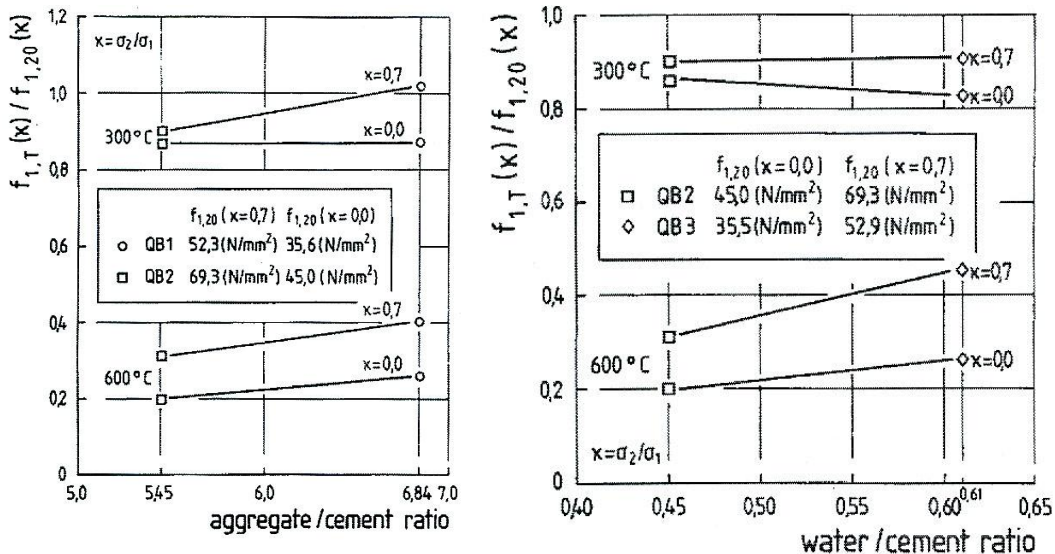 f₁,T(ϰ) / f₁,20(ϰ)
1,2
1,0
0,8
0,6
0,4
0,2
0
ϰ=σ₂/σ₁
ϰ=0,7
300°C
ϰ=0,0
f₁,20(ϰ=0,7) f₁,20(ϰ=0,0)
QB1 52,3(N/mm²) 35,6(N/mm²)
QB2 69,3(N/mm²) 45,0(N/mm²)
ϰ=0,7
600°C
ϰ=0,0
5,0 5,45 6,0 6,84 7,0
aggregate/cement ratio
f₁,T(ϰ)/f₁,20(ϰ)
1,0
0,8
0,6
0,4
0,2
0
300°C
ϰ=0,7
ϰ=0,0
f₁,20(ϰ=0,0) f₁,20(ϰ=0,7)
QB2 45,0(N/mm²) 69,3(N/mm²)
QB3 35,5(N/mm²) 52,9(N/mm²)
ϰ=0,7
600°C
ϰ=0,0
ϰ=σ₂/σ₁
0,40 0,45 0,50 0,55 0,60 0,61 0,65
water/cement ratio